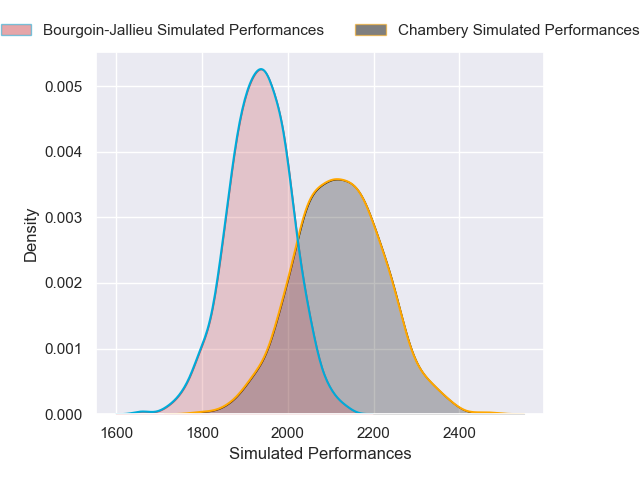 Bourgoin-Jallieu Simulated Performances
Chambery Simulated Performances
0.005
0.004
0.003
0.002
0.001
0.000
Density
1600
1800
2000
2200
2400
Simulated Performances